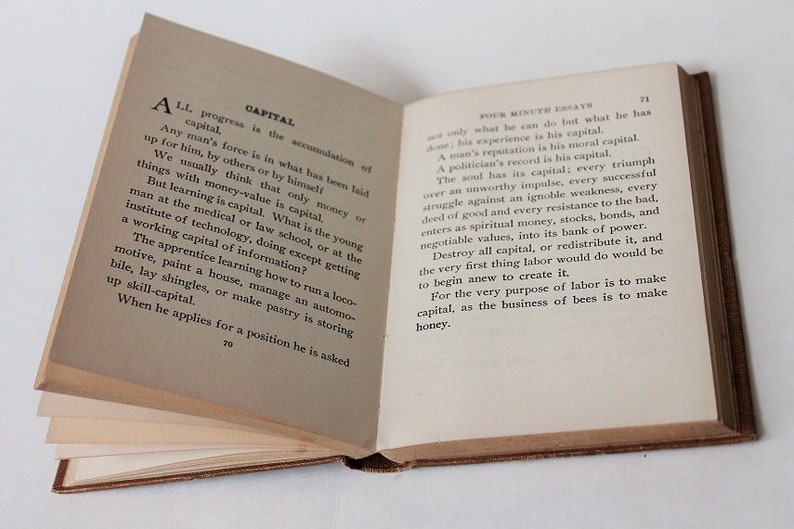 CAPITAL
ALL progress is the accumulation of
capital.
Any man's force is in what has been laid
up for him, by others or by himself
We usually think that only money or
things with money-value is capital.
But learning is capital. What is the young
man at the medical or law school, or at the
institute of technology, doing except getting
a working capital of information?
The apprentice learning how to run a loco-
motive, paint a house, manage an automo-
bile, lay shingles, or make pastry is storing
up skill-capital.
When he applies for a position he is asked
70
FOUR MINUTE ESSAYS 71
not only what he can do but what he has
done; his experience is his capital.
A man's reputation is his moral capital.
A politician's record is his capital.
The soul has its capital; every triumph
over an unworthy impulse, every successful
struggle against an ignoble weakness, every
deed of good and every resistance to the bad,
enters as spiritual money, stocks, bonds, and
negotiable values, into its bank of power.
Destroy all capital, or redistribute it, and
the very first thing labor would do would be
to begin anew to create it.
For the very purpose of labor is to make
capital, as the business of bees is to make
honey.